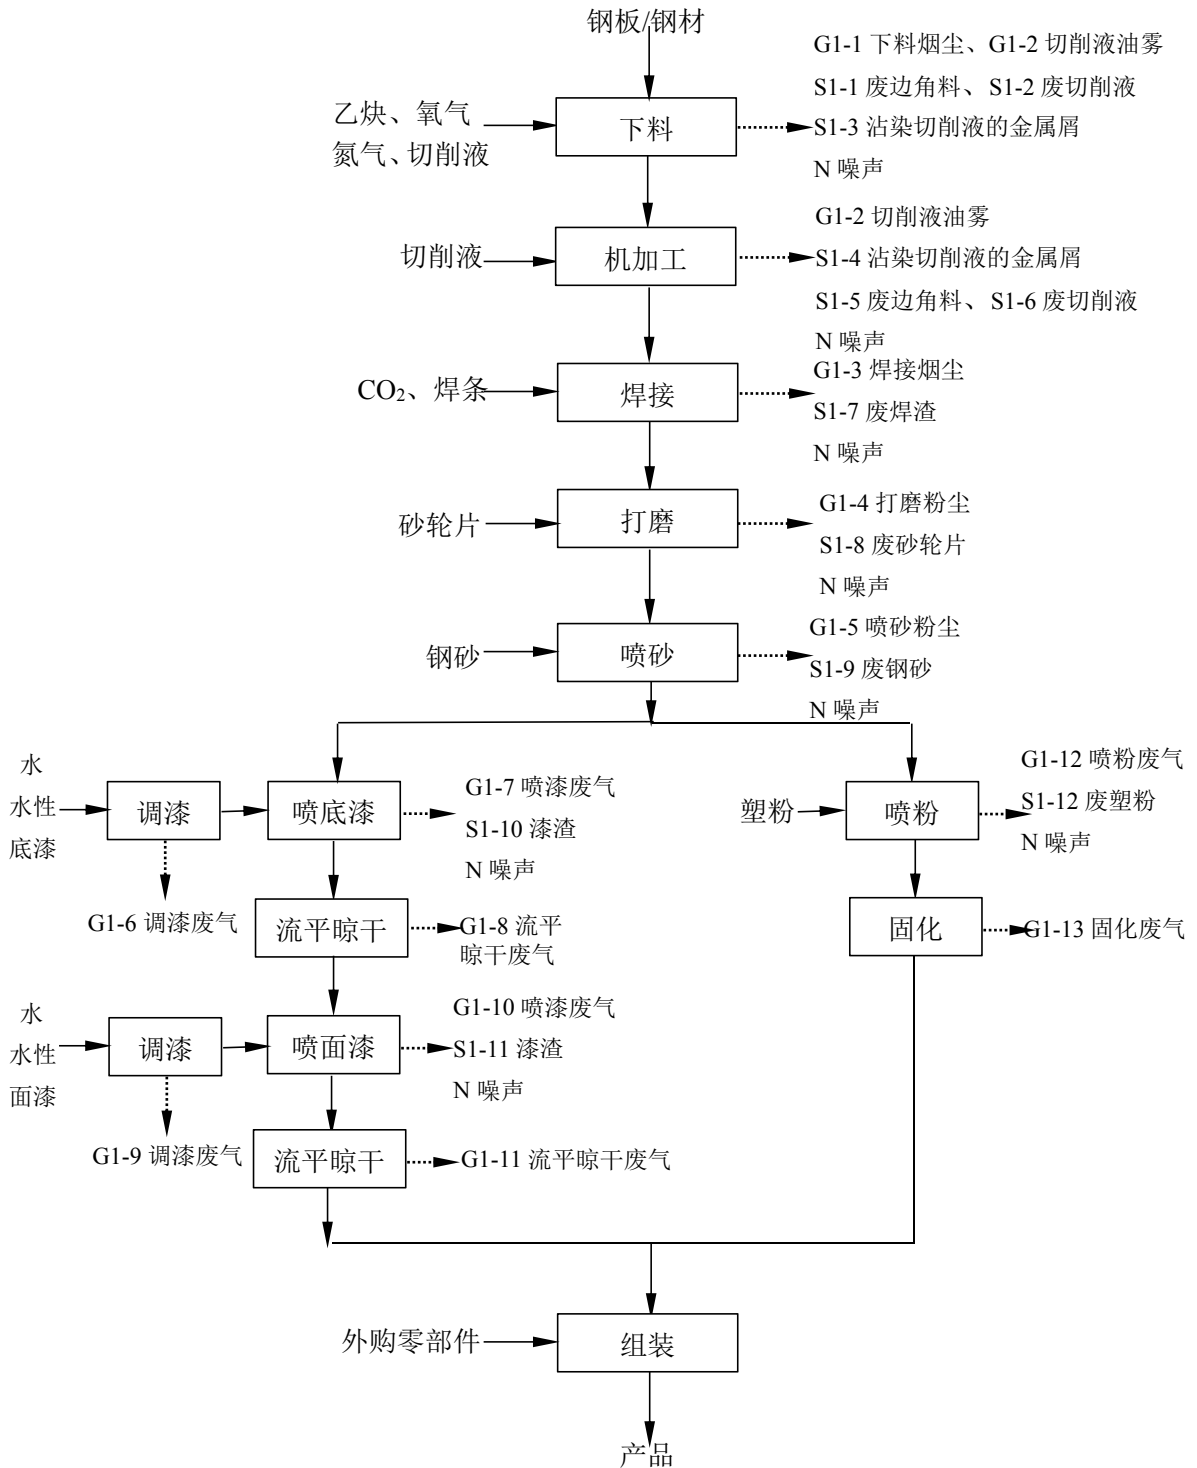 钢板/钢材
G1-1 下料烟尘、G1-2 切削液油雾
S1-1 废边角料、S1-2 废切削液
乙炔、氧气
氮气、切削液
下料
S1-3 沾染切削液的金属屑
N 噪声
G1-2 切削液油雾
切削液
机加工
S1-4 沾染切削液的金属屑
S1-5 废边角料、S1-6 废切削液
N 噪声
G1-3 焊接烟尘
CO₂、焊条
焊接
S1-7 废焊渣
N 噪声
G1-4 打磨粉尘
砂轮片
打磨
S1-8 废砂轮片
N 噪声
G1-5 喷砂粉尘
钢砂
喷砂
S1-9 废钢砂
N 噪声
水
水性
底漆
调漆
喷底漆
G1-7 喷漆废气
S1-10 漆渣
N 噪声
塑粉
喷粉
G1-12 喷粉废气
S1-12 废塑粉
N 噪声
G1-6 调漆废气
流平晾干
G1-8 流平
晾干废气
固化
G1-13 固化废气
水
水性
面漆
调漆
喷面漆
G1-10 喷漆废气
S1-11 漆渣
N 噪声
G1-9 调漆废气
流平晾干
G1-11 流平晾干废气
外购零部件
组装
产品